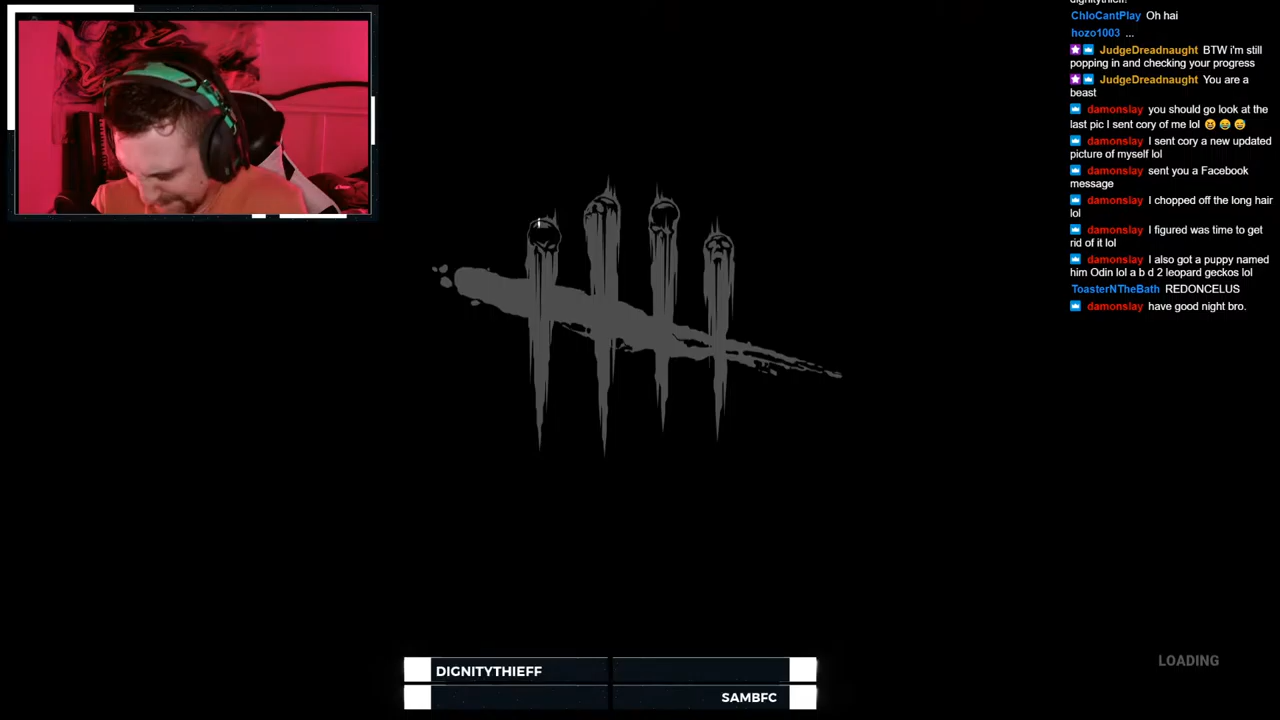 dignitythieff
ChloCantPlay Oh hai
hozo1003 ...
JudgeDreadnaught BTW i'm still
popping in and checking your progress
JudgeDreadnaught You are a
beast
damonslay you should go look at the
last pic I sent cory of me lol 😆 😂 😅
damonslay I sent cory a new updated
picture of myself lol
damonslay sent you a Facebook
message
damonslay I chopped off the long hair
lol
damonslay I figured was time to get
rid of it lol
damonslay I also got a puppy named
him Odin lol a b d 2 leopard geckos lol
ToasterNTheBath REDONCELUS
damonslay have good night bro.
LOADING
DIGNITYTHIEFF
SAMBFC